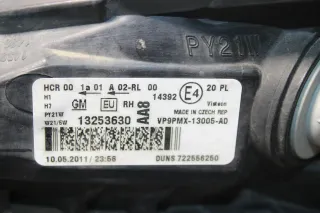 PY21W
HCR 00 1a 01 A 02-RL 00
H1
H7
PY21W
W21/5W
GM EU RH
14392
E4
20 PL
Visteon
MADE IN CZECH REP
13253630
AA8
VP9PMX-13005-AD
10.05.2011/ 23:58
DUNS 722556250